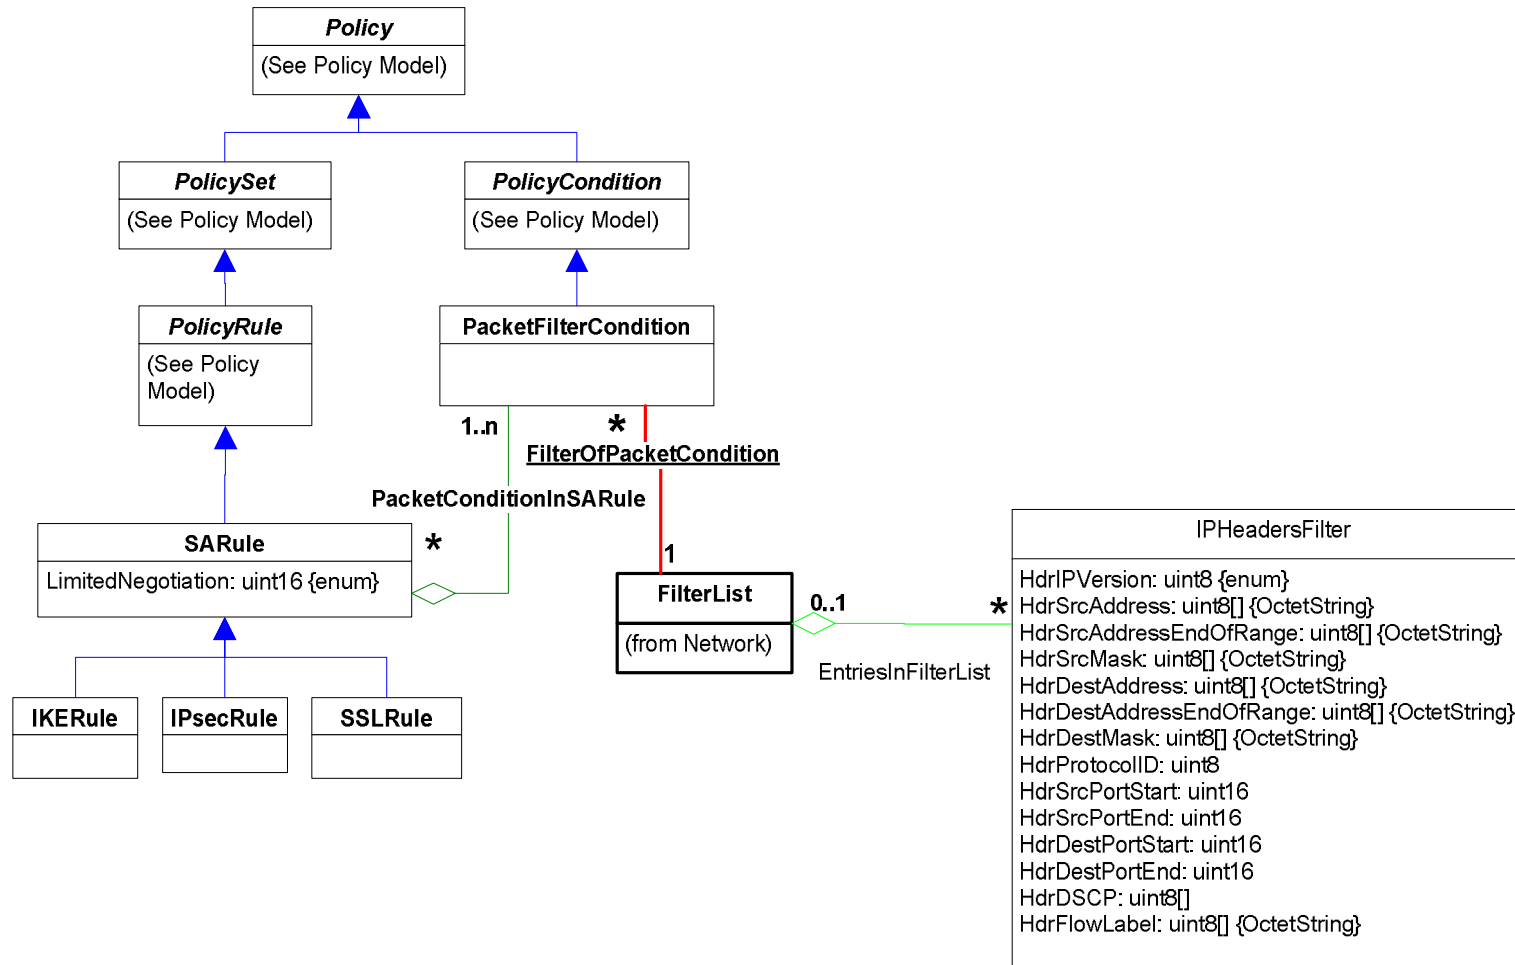 Policy
(See Policy Model)
PolicySet
(See Policy Model)
PolicyCondition
(See Policy Model)
PolicyRule
(See Policy
Model)
PacketFilterCondition
1..n
*
FilterOfPacketCondition
PacketConditionInSARule
SARule
LimitedNegotiation: uint16 {enum}
*
1
FilterList
(from Network)
0..1
*
EntriesInFilterList
IPHeadersFilter
HdrIPVersion: uint8 {enum}
HdrSrcAddress: uint8[] {OctetString}
HdrSrcAddressEndOfRange: uint8[] {OctetString}
HdrSrcMask: uint8[] {OctetString}
HdrDestAddress: uint8[] {OctetString}
HdrDestAddressEndOfRange: uint8[] {OctetString}
HdrDestMask: uint8[] {OctetString}
HdrProtocolID: uint8
HdrSrcPortStart: uint16
HdrSrcPortEnd: uint16
HdrDestPortStart: uint16
HdrDestPortEnd: uint16
HdrDSCP: uint8[]
HdrFlowLabel: uint8[] {OctetString}
IKERule
IPsecRule
SSLRule